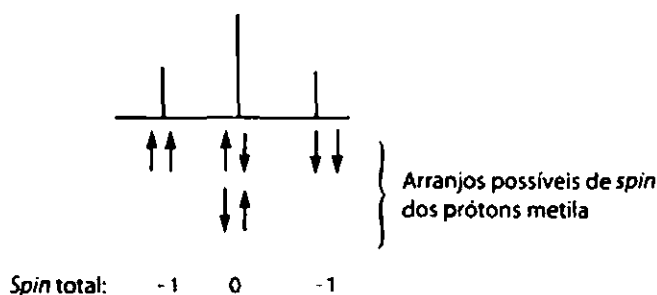 Arranjos possíveis de spin
dos prótons metila
Spin total: -1 0 -1